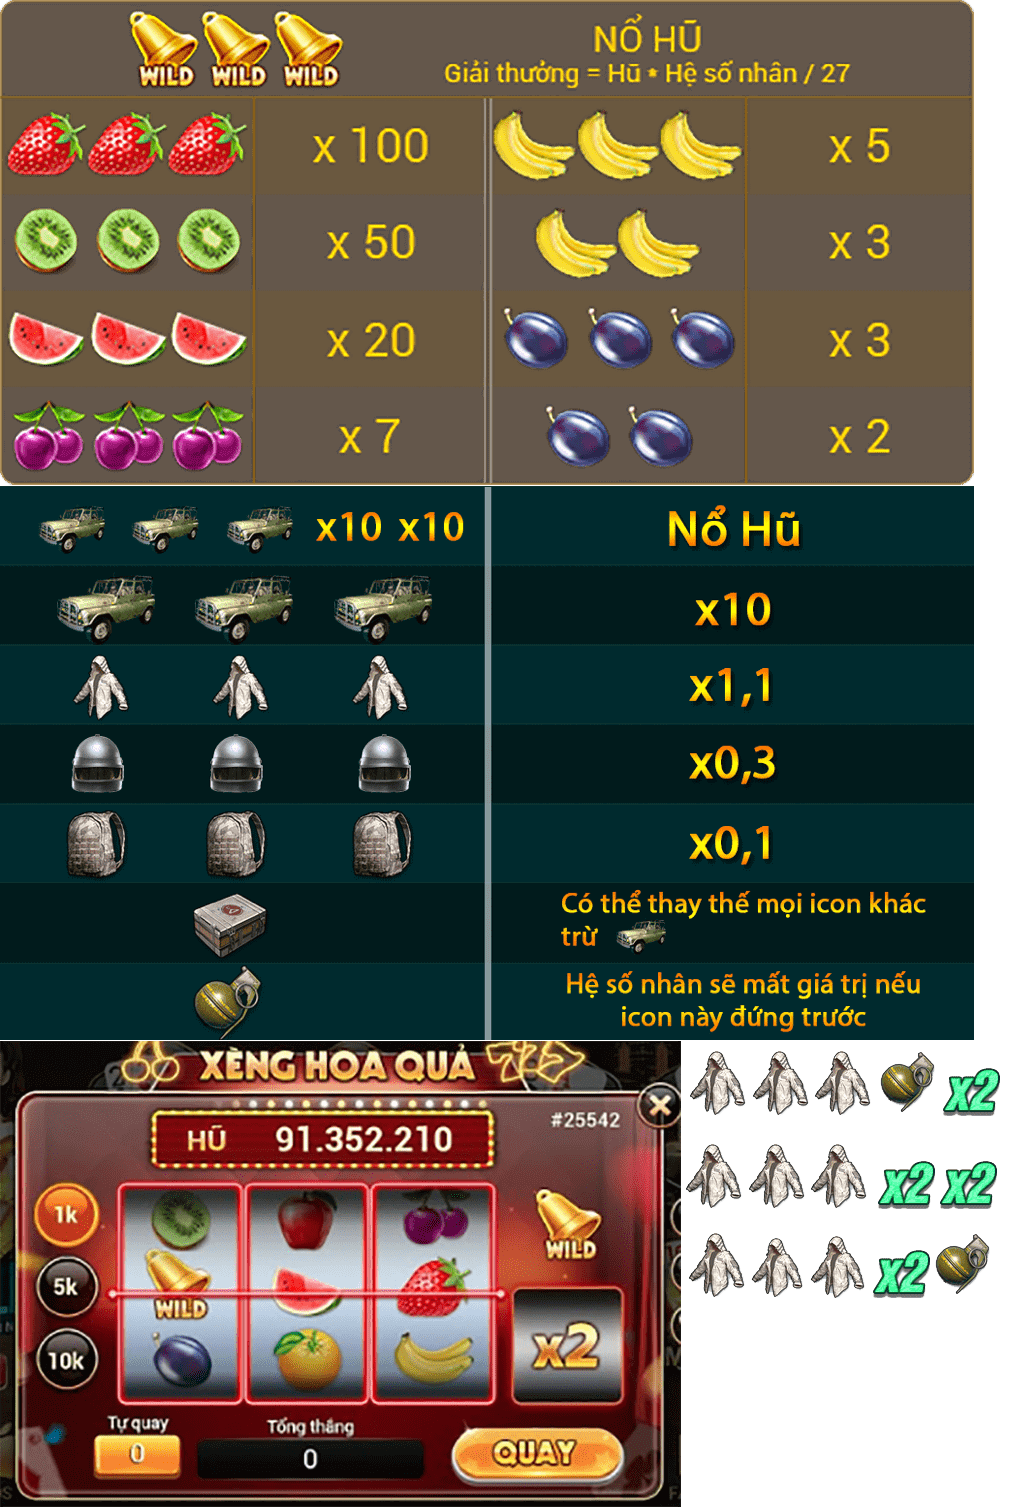 WILD WILD WILD
NỔ HŨ
Giải thưởng = Hũ * Hệ số nhân / 27
x 100
x 5
x 50
x 3
x 20
x 3
x 7
x 2
x10 x10
Nổ Hũ
x10
x1,1
x0,3
x0,1
Có thể thay thế mọi icon khác
trừ
Hệ số nhân sẽ mất giá trị nếu
icon này đứng trước
XÈNG HOA QUẢ
#25542
HŨ 91.352.210
1k
WILD
5k
WILD
x2
10k
Tự quay
0
Tổng thắng
0
QUAY
x2
x2 x2
x2